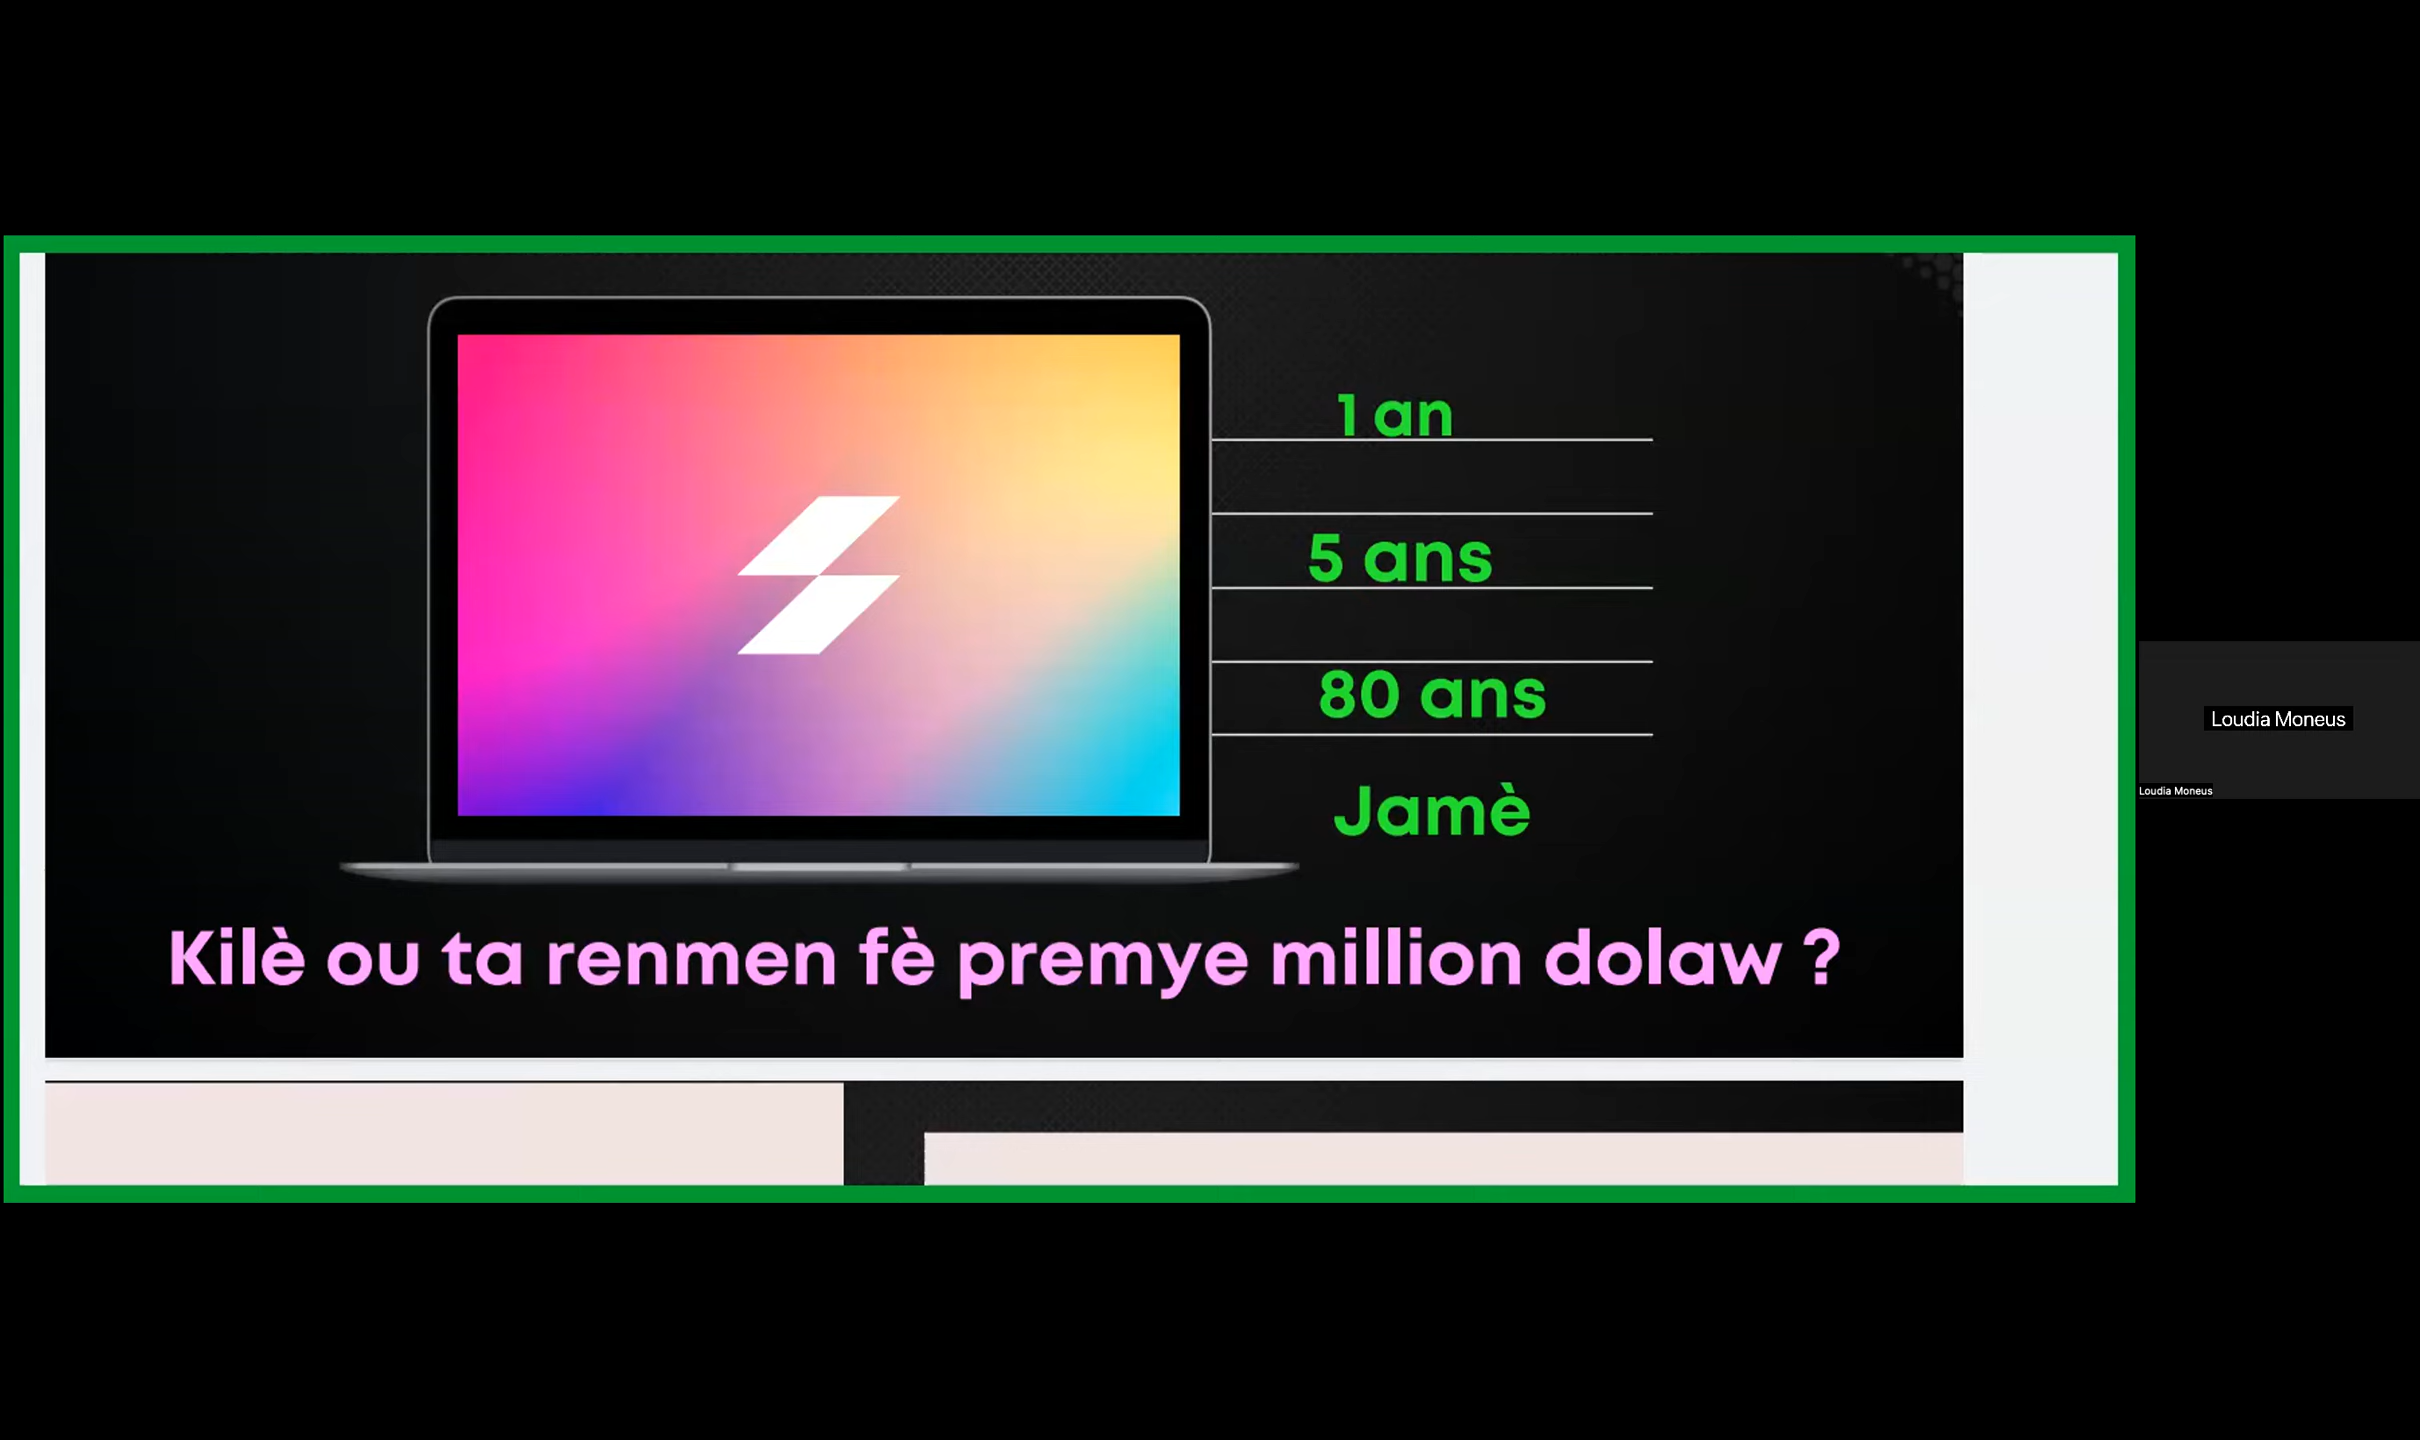 1 an
5 ans
80 ans
Jamè
Kilè ou ta renmen fè premye million dolaw ?
Loudia Moneus
Loudia Moneus